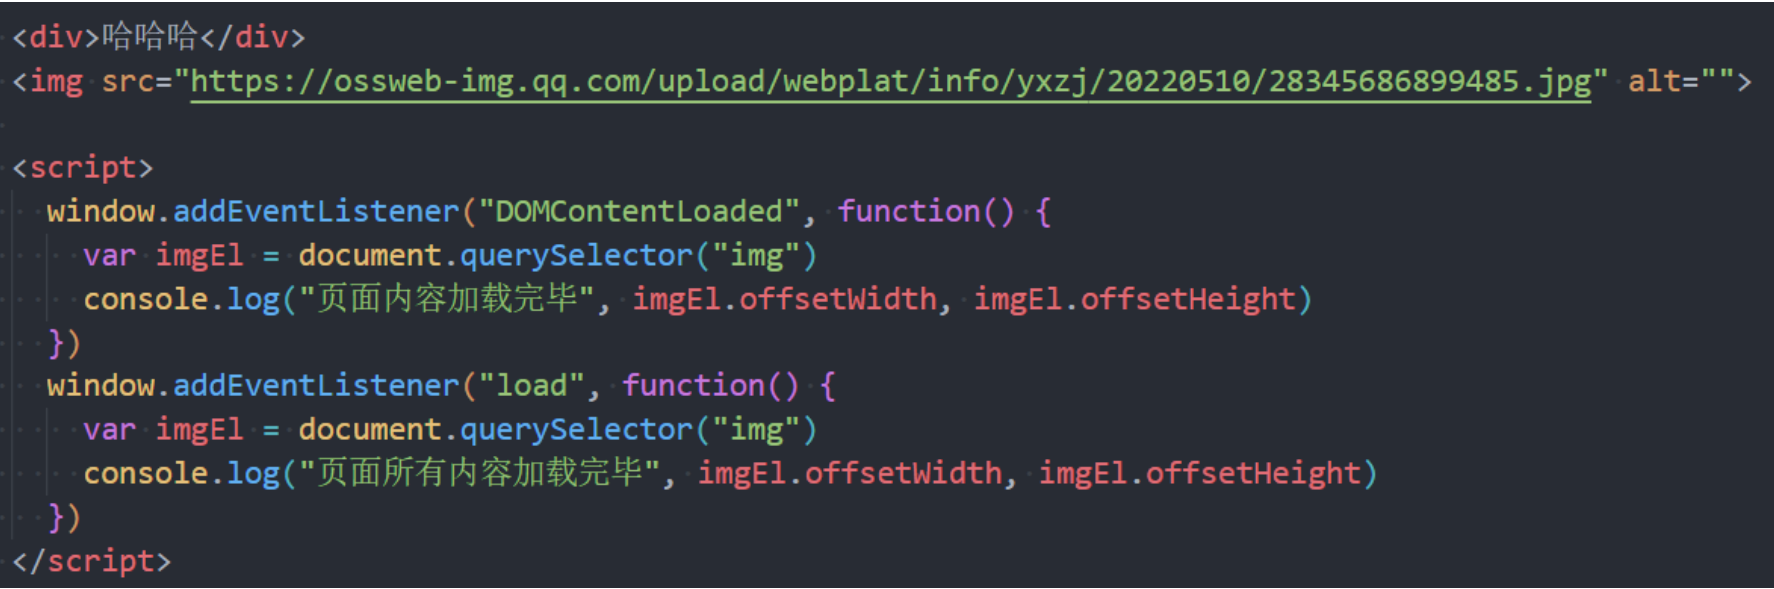 <div>哈哈哈</div>
<img src="https://ossweb-img.qq.com/upload/webplat/info/yxzj/20220510/28345686899485.jpg" alt="">
<script>
window.addEventListener("DOMContentLoaded", function() {
var imgEl = document.querySelector("img")
console.log("页面内容加载完毕", imgEl.offsetWidth, imgEl.offsetHeight)
})
window.addEventListener("load", function() {
var imgEl = document.querySelector("img")
console.log("页面所有内容加载完毕", imgEl.offsetWidth, imgEl.offsetHeight)
})
</script>